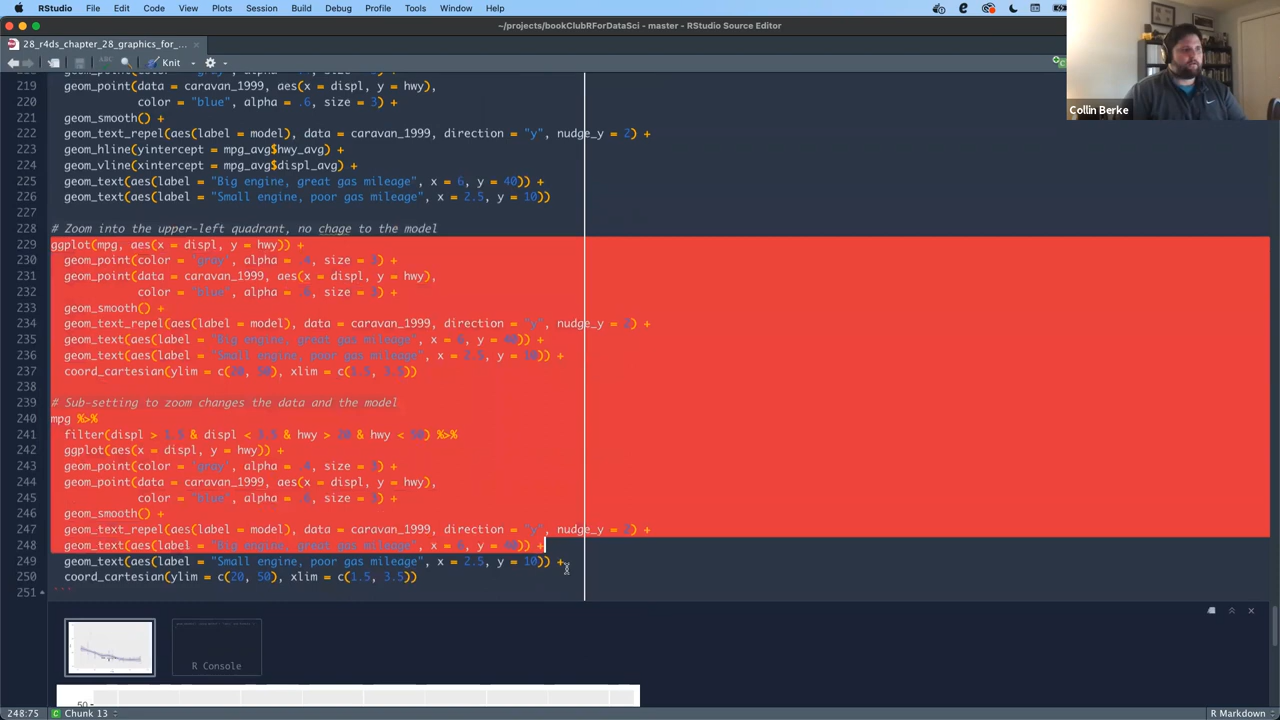 RStudio File Edit Code View Plots Session Build Debug Profile Tools Window Help
~/projects/bookClubRForDataSci - master - RStudio Source Editor
28_r4ds_chapter_28_graphics_for_...
Knit
Collin Berke
219 geom_point(data = caravan_1999, aes(x = displ, y = hwy),
220 color = "blue", alpha = .6, size = 3) +
221 geom_smooth() +
222 geom_text_repel(aes(label = model), data = caravan_1999, direction = "y", nudge_y = 2) +
223 geom_hline(yintercept = mpg_avg$hwy_avg) +
224 geom_vline(xintercept = mpg_avg$displ_avg) +
225 geom_text(aes(label = "Big engine, great gas mileage", x = 6, y = 40)) +
226 geom_text(aes(label = "Small engine, poor gas mileage", x = 2.5, y = 10))
227
228 # Zoom into the upper-left quadrant, no chage to the model
229 ggplot(mpg, aes(x = displ, y = hwy)) +
230 geom_point(color = "gray", alpha = .4, size = 3) +
231 geom_point(data = caravan_1999, aes(x = displ, y = hwy),
232 color = "blue", alpha = .6, size = 3) +
233 geom_smooth() +
234 geom_text_repel(aes(label = model), data = caravan_1999, direction = "y", nudge_y = 2) +
235 geom_text(aes(label = "Big engine, great gas mileage", x = 6, y = 40)) +
236 geom_text(aes(label = "Small engine, poor gas mileage", x = 2.5, y = 10)) +
237 coord_cartesian(ylim = c(20, 50), xlim = c(1.5, 3.5))
238
239 # Sub-setting to zoom changes the data and the model
240 mpg %>%
241 filter(displ > 1.5 & displ < 3.5 & hwy > 20 & hwy < 50) %>%
242 ggplot(aes(x = displ, y = hwy)) +
243 geom_point(color = "gray", alpha = .4, size = 3) +
244 geom_point(data = caravan_1999, aes(x = displ, y = hwy),
245 color = "blue", alpha = .6, size = 3) +
246 geom_smooth() +
247 geom_text_repel(aes(label = model), data = caravan_1999, direction = "y", nudge_y = 2) +
248 geom_text(aes(label = "Big engine, great gas mileage", x = 6, y = 40)) +
249 geom_text(aes(label = "Small engine, poor gas mileage", x = 2.5, y = 10)) +
250 coord_cartesian(ylim = c(20, 50), xlim = c(1.5, 3.5))
251 ```
R Console
50
248:75 Chunk 13 R Markdown